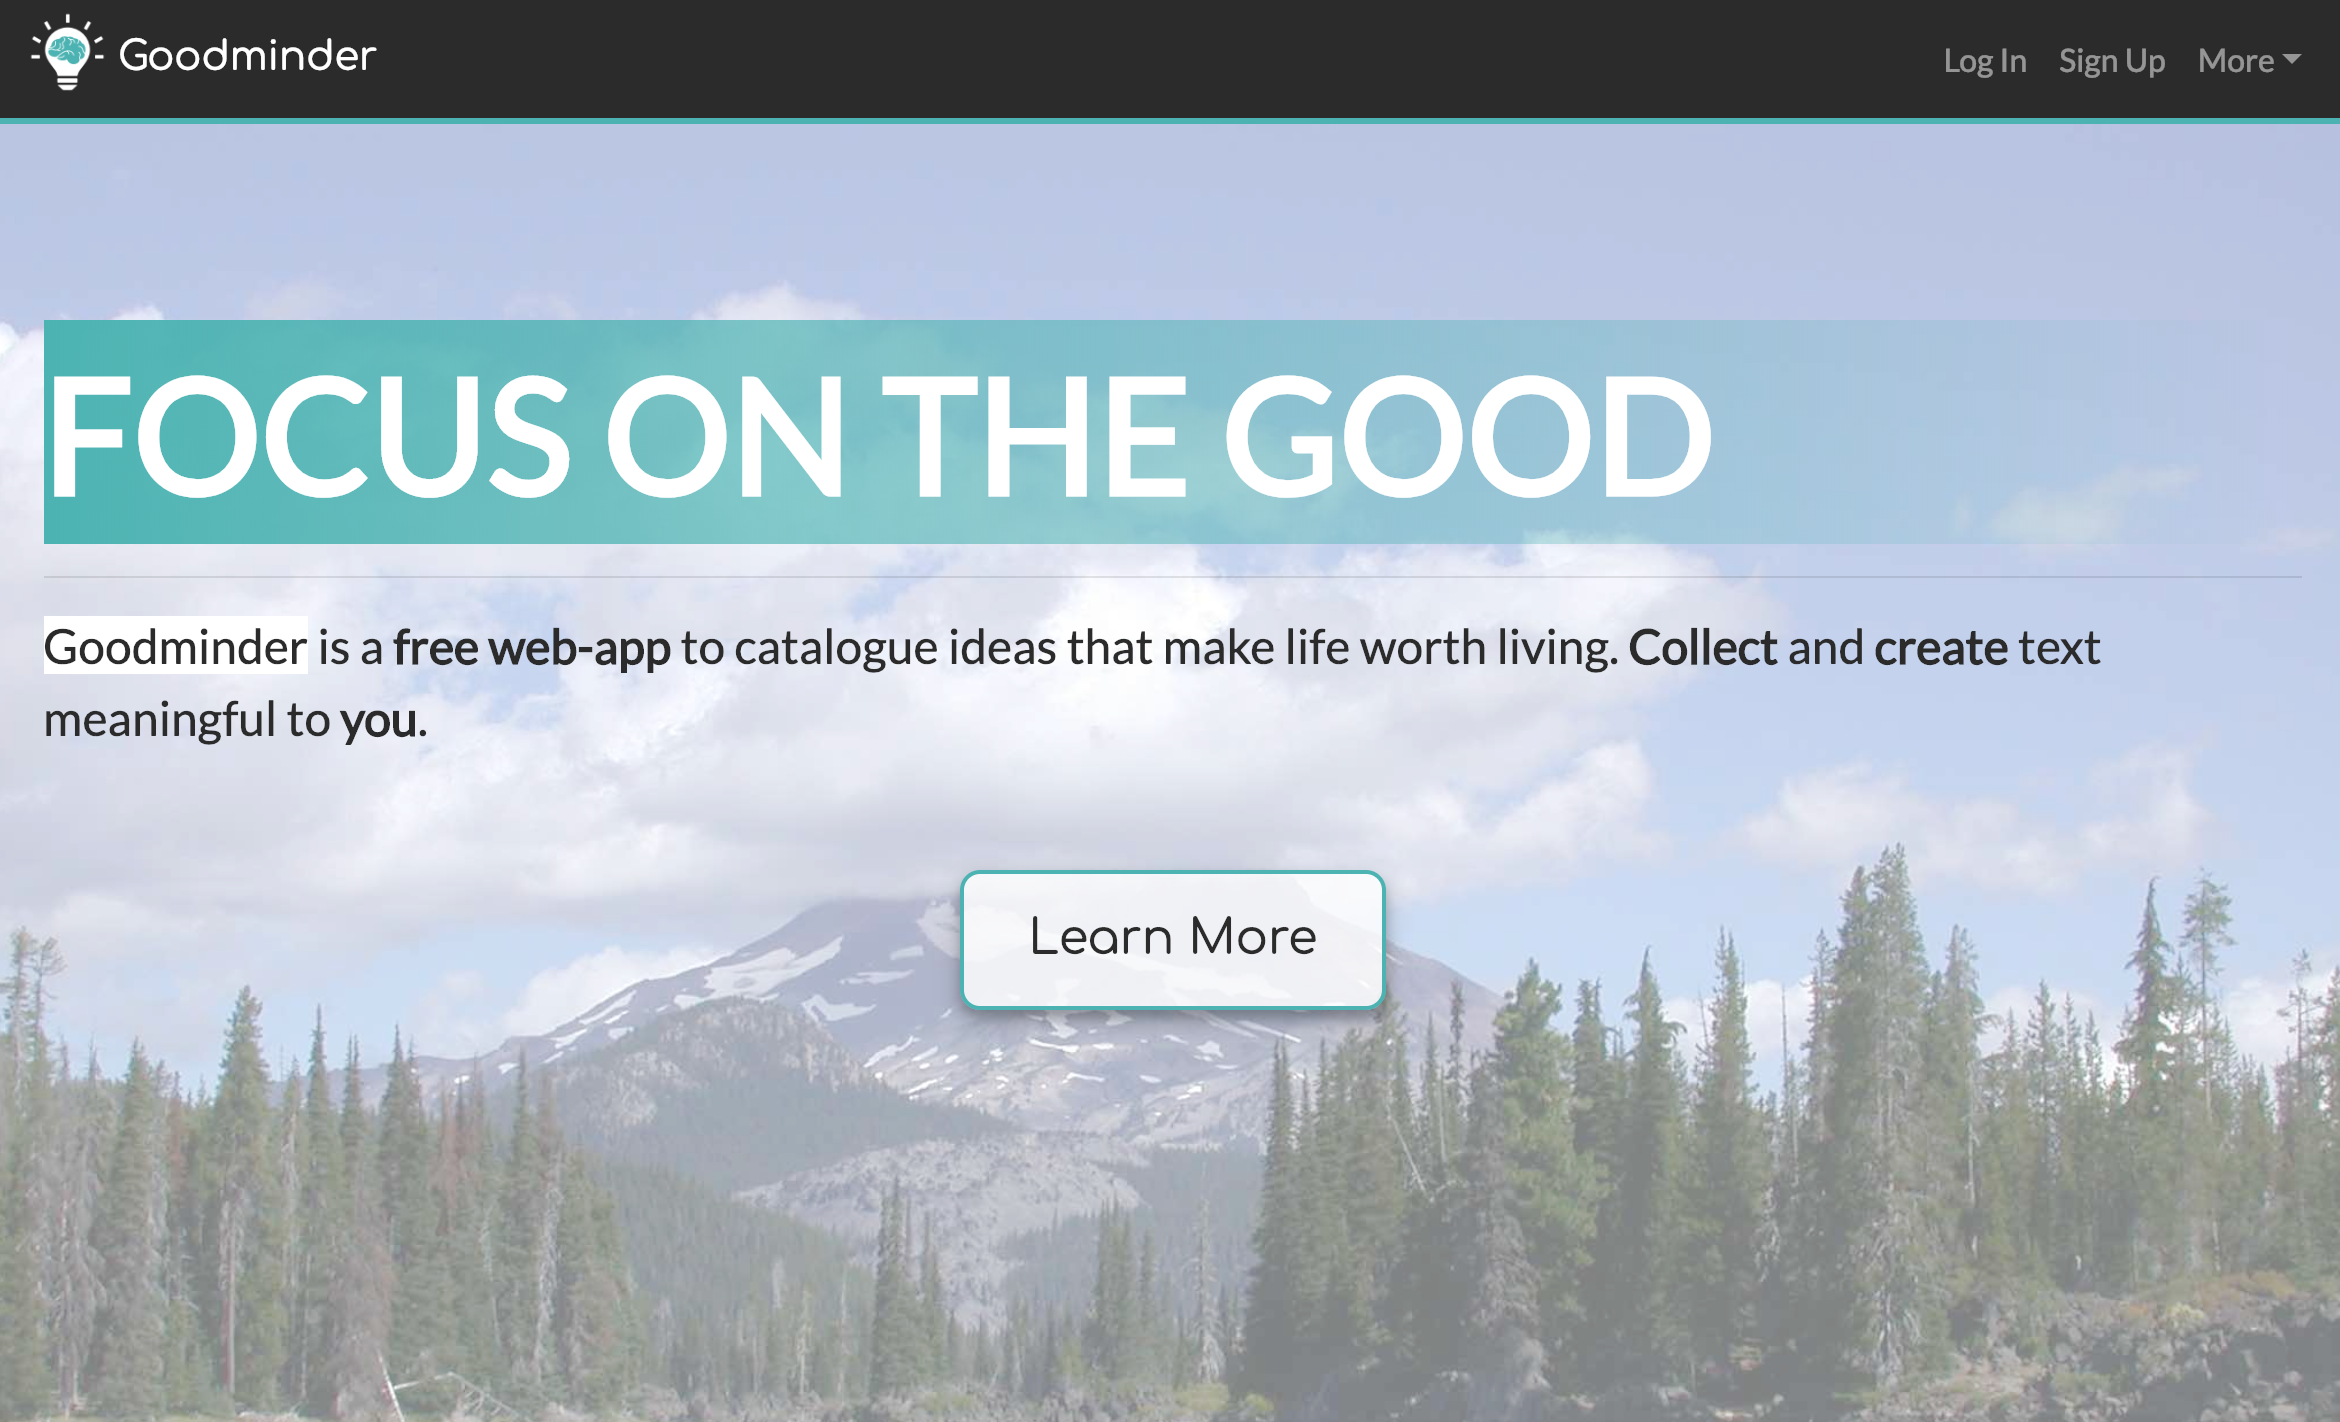 Goodminder
Log In
Sign Up
More
FOCUS ON THE GOOD
Goodminder is a free web-app to catalogue ideas that make life worth living. Collect and create text
meaningful to you.
Learn More